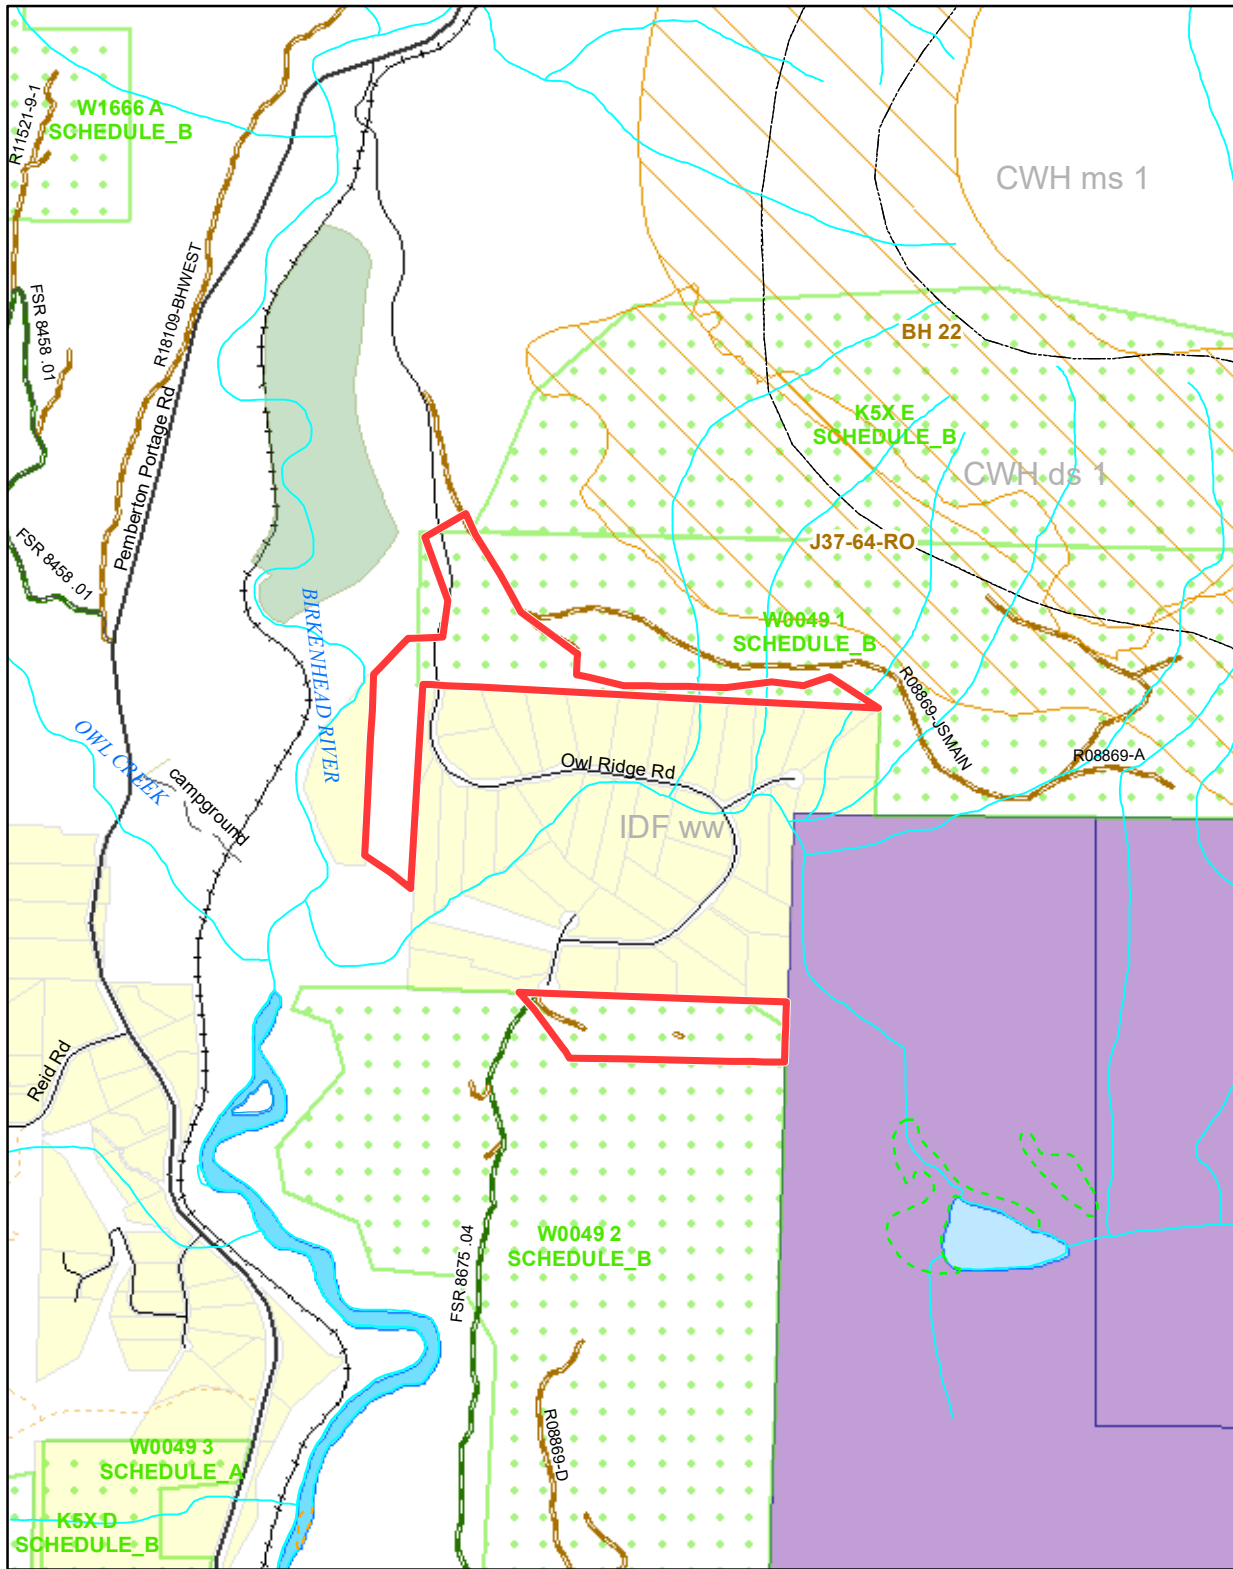 W1666 A
SCHEDULE_B
R11521-9-1
CWH ms 1
R18109-BHWEST
FSR 8458 .01
BH 22
Pemberton Portage Rd
K5X E
SCHEDULE_B
CWH ds 1
FSR 8458 .01
J37-64-RO
BIRKENHEAD RIVER
W0049 1
SCHEDULE_B
R08869-JSMAIN
OWL CREEK
campground
Owl Ridge Rd
R08869-A
IDF ww
Reid Rd
FSR 8675 .04
W0049 2
SCHEDULE_B
R08869-D
W0049 3
SCHEDULE_A
K5X D
SCHEDULE_B